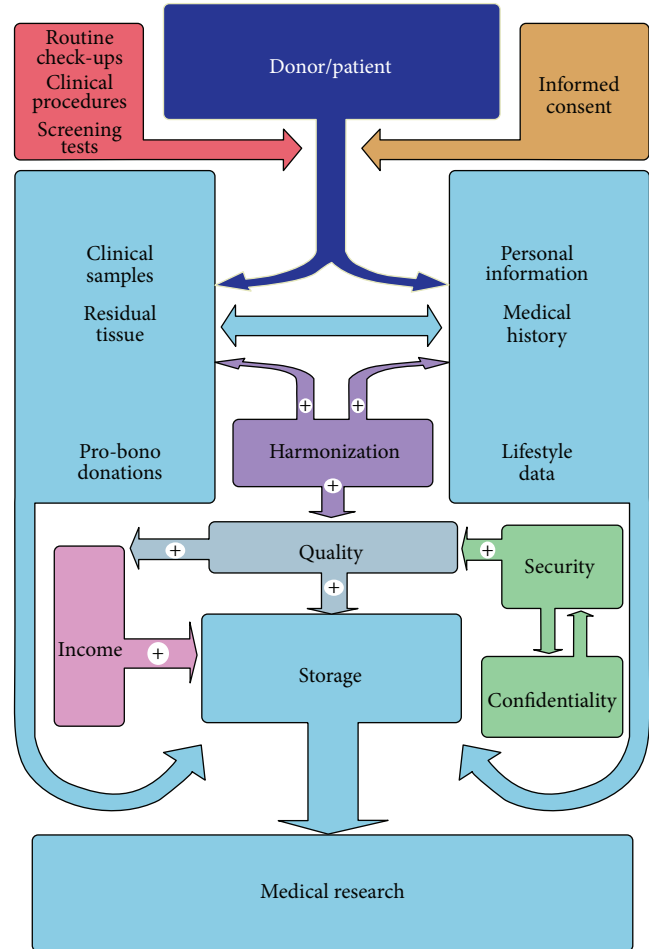 Routine
check-ups
Clinical
procedures
Screening
tests
Donor/patient
Informed
consent
Clinical
samples
Residual
tissue
Pro-bono
donations
Personal
information
Medical
history
Lifestyle
data
+
+
Harmonization
+
+
Quality
+
Security
+
Income
+
Storage
Confidentiality
Medical research